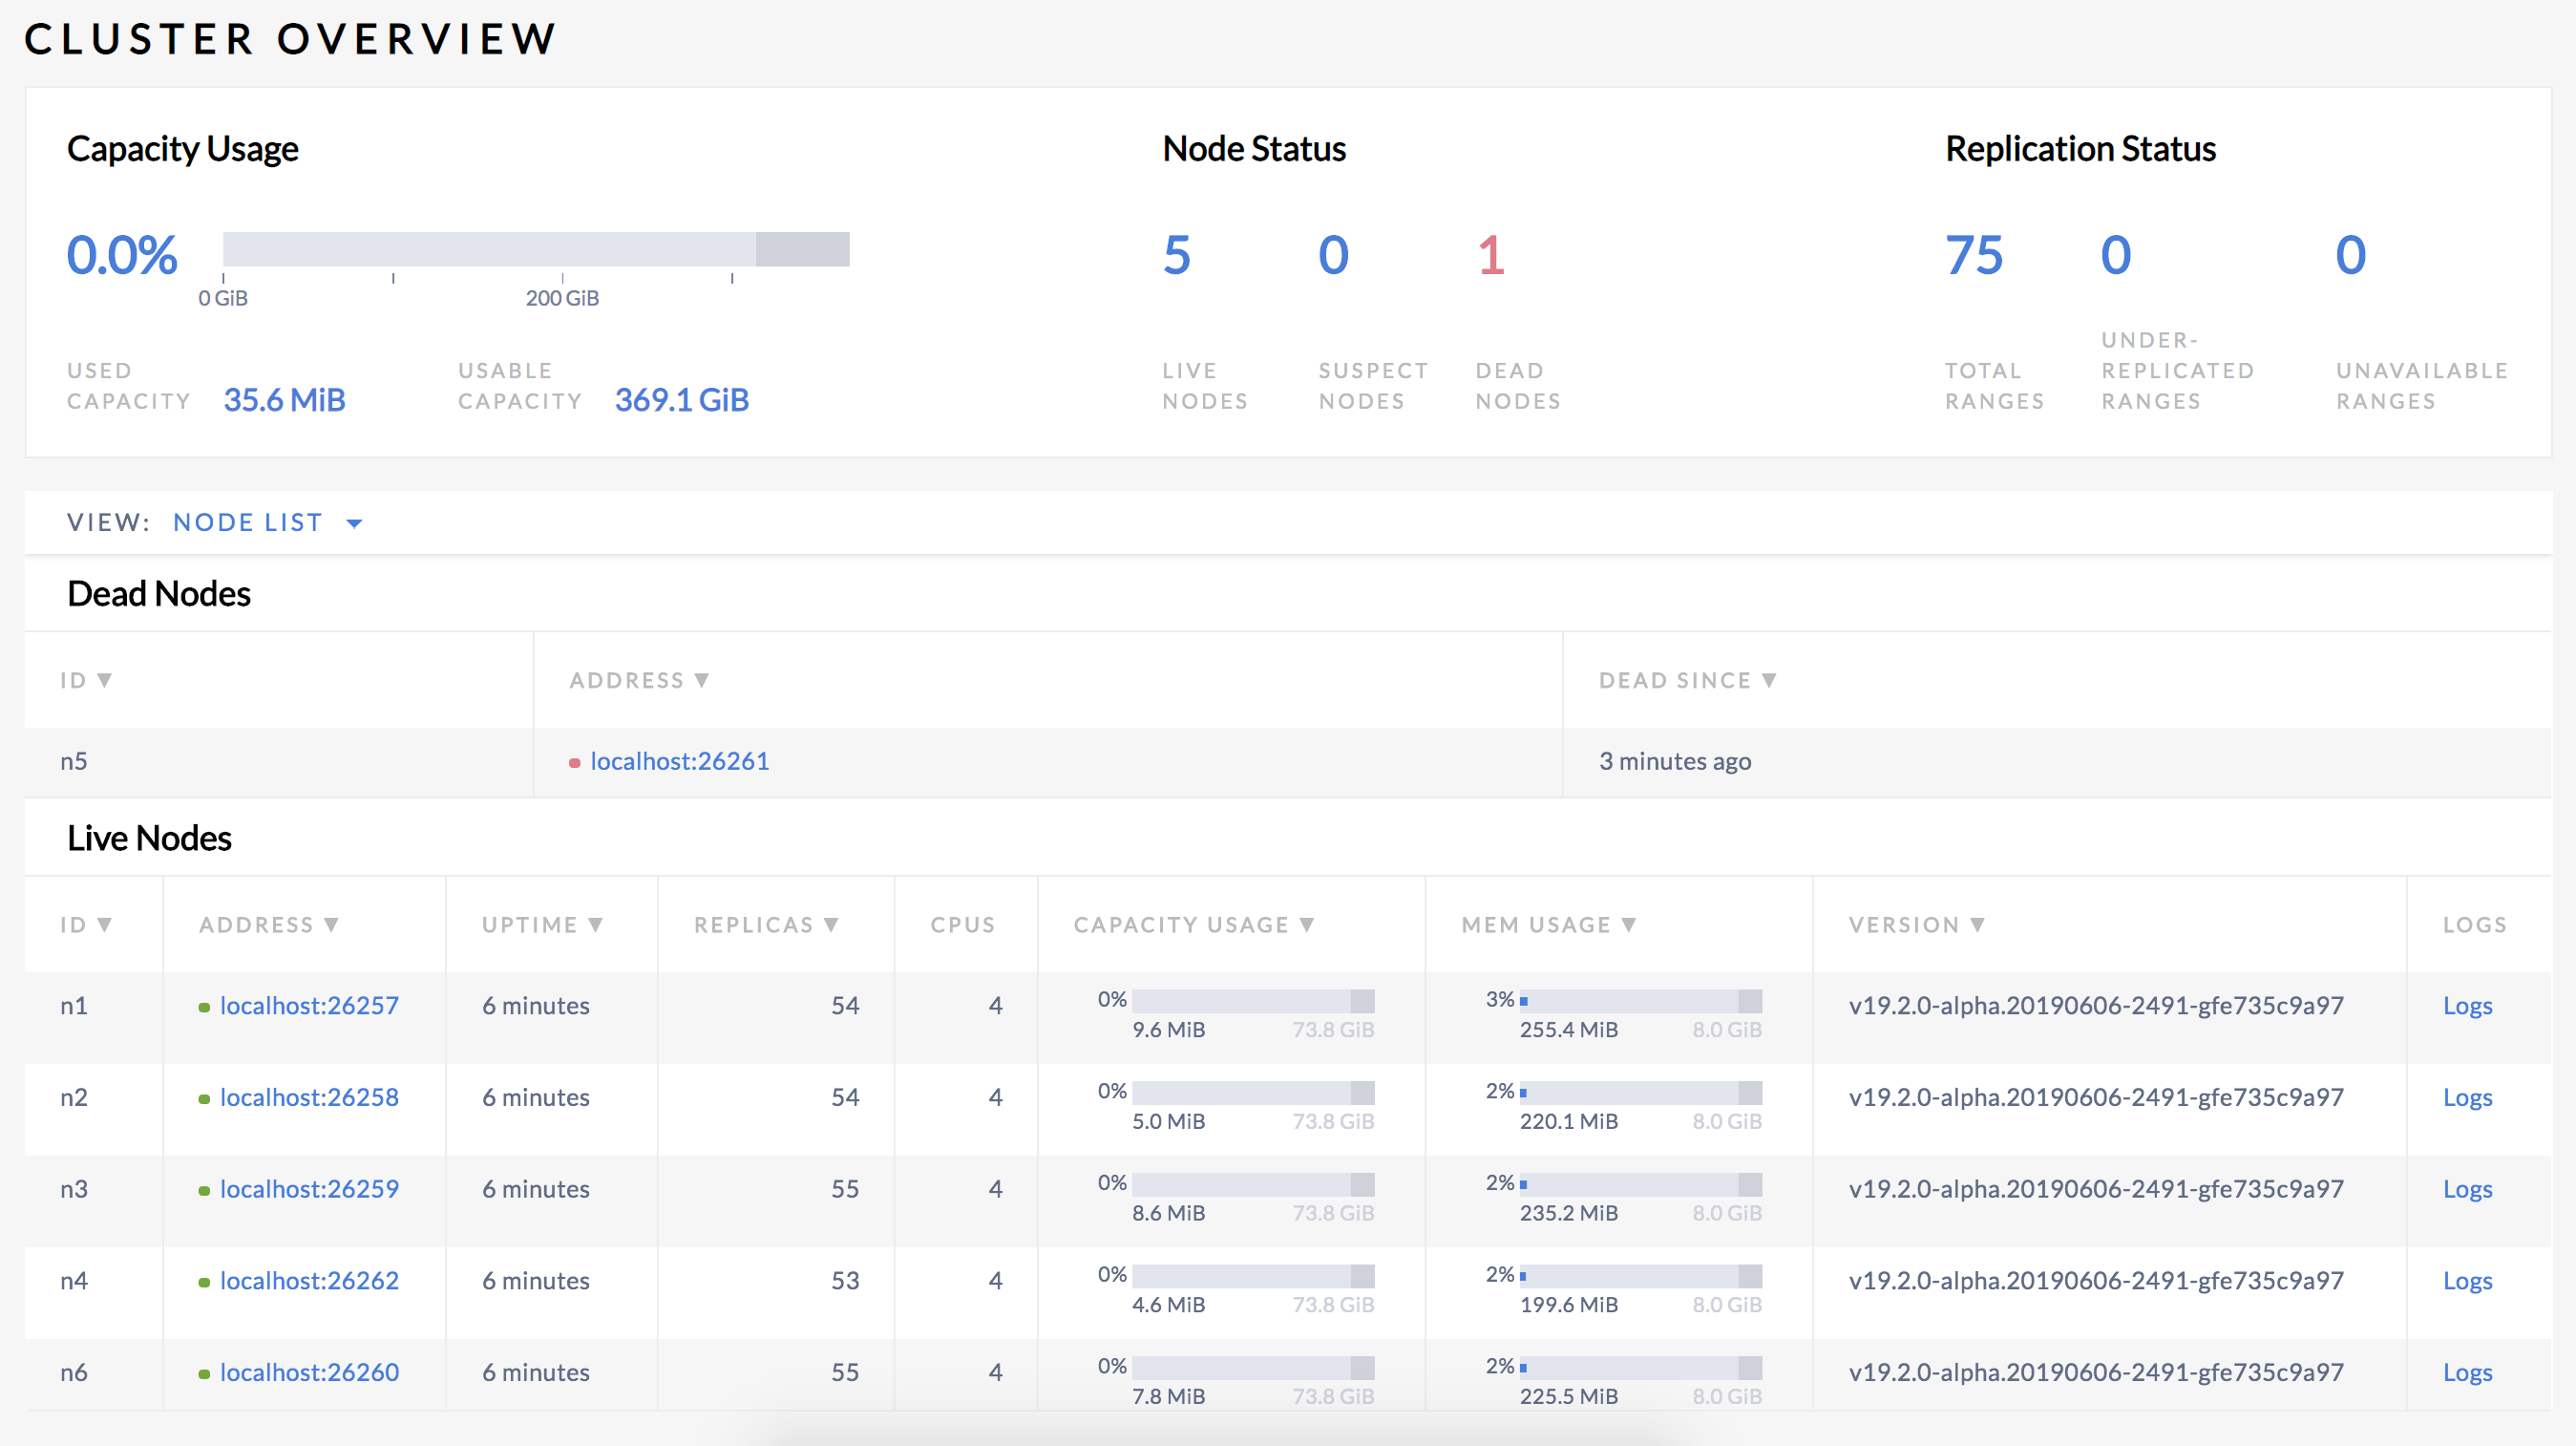 CLUSTER OVERVIEW
Capacity Usage
0.0%
0 GiB 200 GiB
USED CAPACITY 35.6 MiB
USABLE CAPACITY 369.1 GiB
Node Status
5 0 1
LIVE NODES
SUSPECT NODES
DEAD NODES
Replication Status
75 0 0
TOTAL RANGES
UNDER-REPLICATED RANGES
UNAVAILABLE RANGES
VIEW: NODE LIST
Dead Nodes
ID ▼ ADDRESS ▼ DEAD SINCE ▼
n5 localhost:26261 3 minutes ago
Live Nodes
ID ▼ ADDRESS ▼ UPTIME ▼ REPLICAS ▼ CPUS CAPACITY USAGE ▼ MEM USAGE ▼ VERSION ▼ LOGS
n1 localhost:26257 6 minutes 54 4 0% 3% v19.2.0-alpha.20190606-2491-gfe735c9a97 Logs
9.6 MiB 73.8 GiB 255.4 MiB 8.0 GiB
n2 localhost:26258 6 minutes 54 4 0% 2% v19.2.0-alpha.20190606-2491-gfe735c9a97 Logs
5.0 MiB 73.8 GiB 220.1 MiB 8.0 GiB
n3 localhost:26259 6 minutes 55 4 0% 2% v19.2.0-alpha.20190606-2491-gfe735c9a97 Logs
8.6 MiB 73.8 GiB 235.2 MiB 8.0 GiB
n4 localhost:26262 6 minutes 53 4 0% 2% v19.2.0-alpha.20190606-2491-gfe735c9a97 Logs
4.6 MiB 73.8 GiB 199.6 MiB 8.0 GiB
n6 localhost:26260 6 minutes 55 4 0% 2% v19.2.0-alpha.20190606-2491-gfe735c9a97 Logs
7.8 MiB 73.8 GiB 225.5 MiB 8.0 GiB